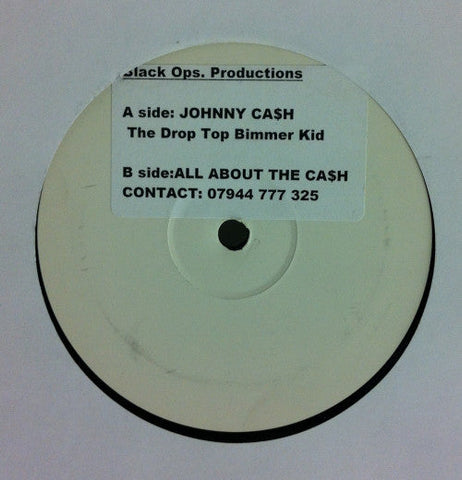 Black Ops. Productions
A side: JOHNNY CA$H
The Drop Top Bimmer Kid
B side:ALL ABOUT THE CA$H
CONTACT: 07944 777 325